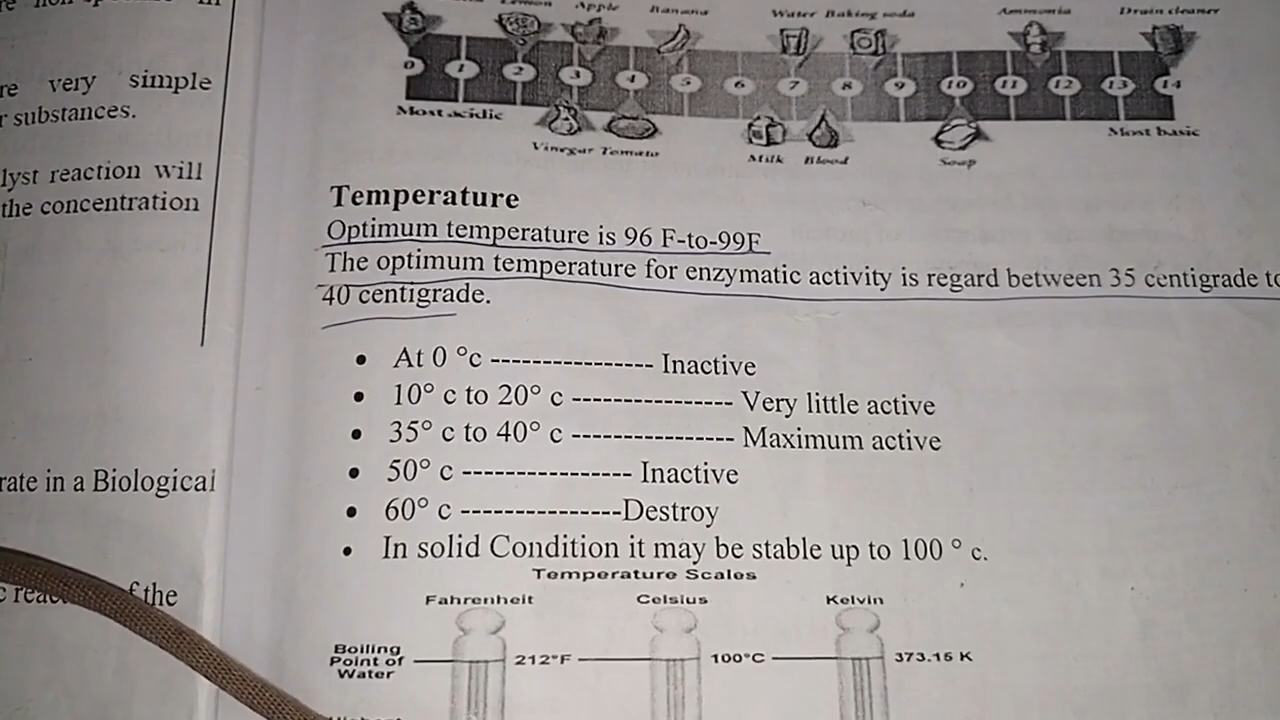 re very simple
substances.
lyst reaction will
the concentration
rate in a Biological
f the
Lemon Apple Banana Water Baking soda Ammonia Drain cleaner
0 1 2 3 4 5 6 7 8 9 10 11 12 13 14
Most acidic
Most basic
Vinegar Tomato Milk Blood Soap
Temperature
Optimum temperature is 96 F-to-99F
The optimum temperature for enzymatic activity is regard between 35 centigrade to
40 centigrade.
• At 0 °c ---------------- Inactive
• 10° c to 20° c ---------------- Very little active
• 35° c to 40° c ---------------- Maximum active
• 50° c ---------------- Inactive
• 60° c ---------------Destroy
• In solid Condition it may be stable up to 100 ° c.
Temperature Scales
Fahrenheit Celsius Kelvin
Boiling
Point of
Water
212°F 100°C 373.15 K